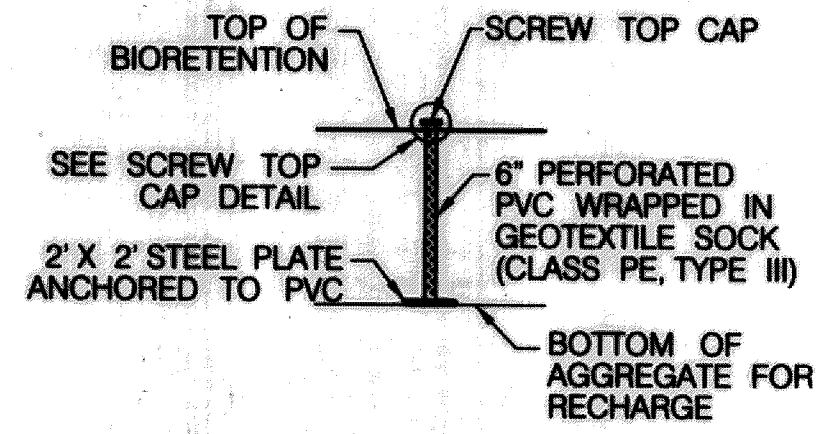 TOP OF
BIORETENTION
SCREW TOP CAP
SEE SCREW TOP
CAP DETAIL
6" PERFORATED
PVC WRAPPED IN
GEOTEXTILE SOCK
(CLASS PE, TYPE III)
2' X 2' STEEL PLATE
ANCHORED TO PVC
BOTTOM OF
AGGREGATE FOR
RECHARGE